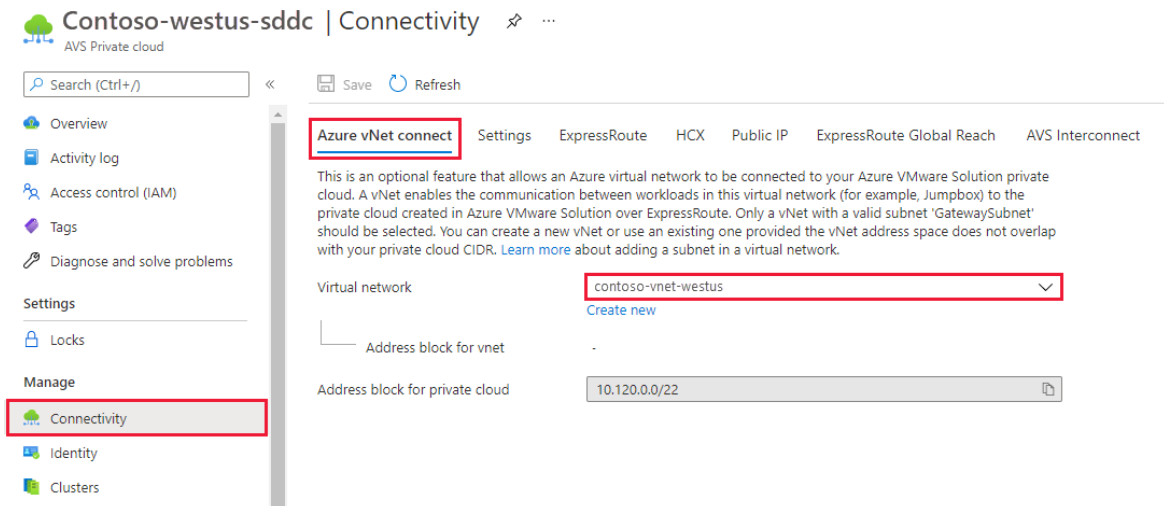 Contoso-westus-sddc | Connectivity
AVS Private cloud
Search (Ctrl+/)
Overview
Activity log
Access control (IAM)
Tags
Diagnose and solve problems
Settings
Locks
Manage
Connectivity
Identity
Clusters
Save Refresh
Azure vNet connect Settings ExpressRoute HCX Public IP ExpressRoute Global Reach AVS Interconnect
This is an optional feature that allows an Azure virtual network to be connected to your Azure VMware Solution private
cloud. A vNet enables the communication between workloads in this virtual network (for example, Jumpbox) to the
private cloud created in Azure VMware Solution over ExpressRoute. Only a vNet with a valid subnet 'GatewaySubnet'
should be selected. You can create a new vNet or use an existing one provided the vNet address space does not overlap
with your private cloud CIDR. Learn more about adding a subnet in a virtual network.
Virtual network contoso-vnet-westus
Create new
Address block for vnet -
Address block for private cloud 10.120.0.0/22